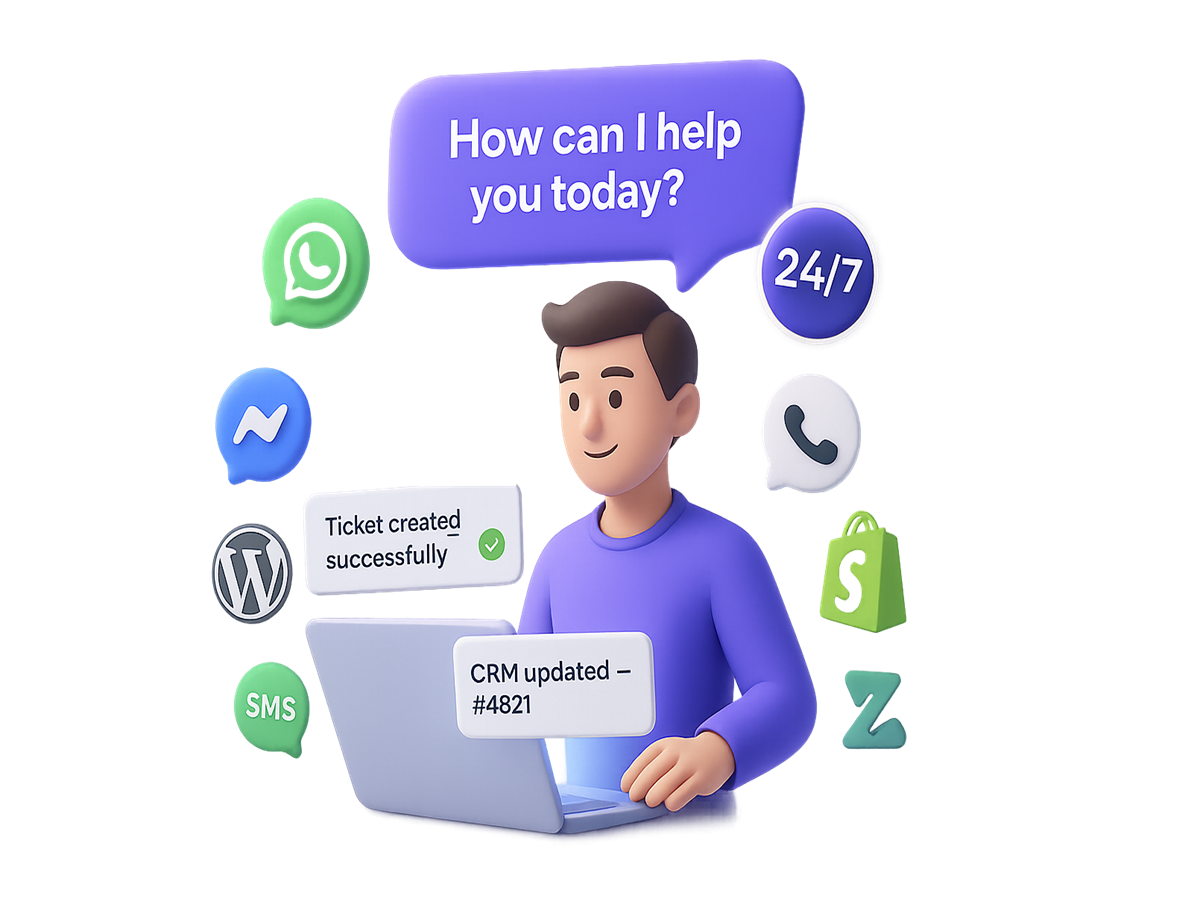 How can I help
you today?
24/7
Ticket created
successfully
CRM updated –
#4821
SMS